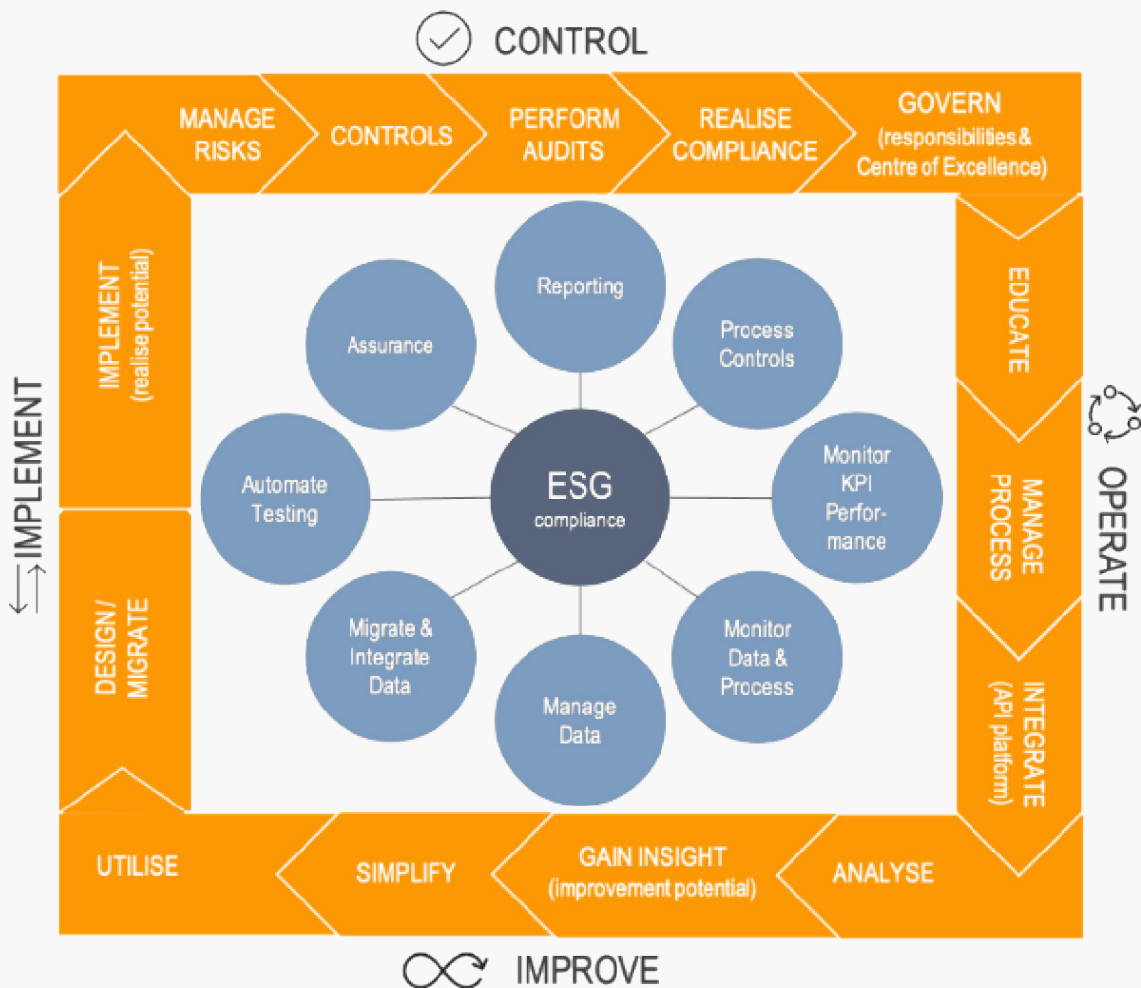 CONTROL
MANAGE
RISKS
CONTROLS
PERFORM
AUDITS
REALISE
COMPLIANCE
GOVERN
(responsibilities &
Centre of Excellence)
EDUCATE
MANAGE
PROCESS
INTEGRATE
(API platform)
OPERATE
ANALYSE
GAIN INSIGHT
(improvement potential)
SIMPLIFY
UTILISE
IMPROVE
DESIGN /
MIGRATE
IMPLEMENT
(realise potential)
IMPLEMENT
Reporting
Process
Controls
Monitor
KPI
Perfor-
mance
Monitor
Data &
Process
Manage
Data
Migrate &
Integrate
Data
Automate
Testing
Assurance
ESG
compliance